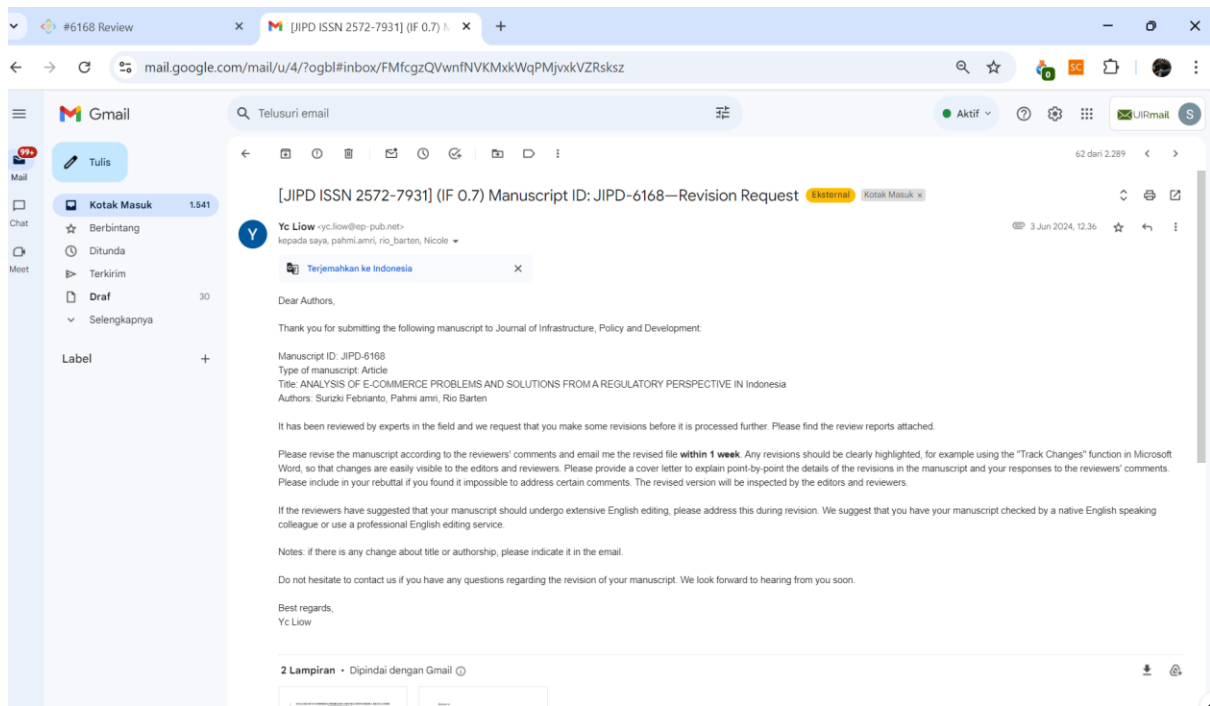 #6168 Review
[JIPD ISSN 2572-7931] (IF 0.7) M
mail.google.com/mail/u/4/?ogbl#inbox/FMfcgzQVwnfNVKMxkWqPMjvxkVZRsksz
SC
0
Gmail
Telusuri email
Aktif
UIRmail
S
99+
Mail
Chat
Meet
Tulis
Kotak Masuk 1.541
Berbintang
Ditunda
Terkirim
Draf 30
Selengkapnya
Label +
62 dari 2.289
[JIPD ISSN 2572-7931] (IF 0.7) Manuscript ID: JIPD-6168—Revision Request Eksternal Kotak Masuk x
Y
Yc Liow <yc.liow@ep-pub.net>
3 Jun 2024, 12.36
kepada saya, pahmi.amri, rio_barten, Nicole
Terjemahkan ke Indonesia
Dear Authors,
Thank you for submitting the following manuscript to Journal of Infrastructure, Policy and Development:
Manuscript ID: JIPD-6168
Type of manuscript: Article
Title: ANALYSIS OF E-COMMERCE PROBLEMS AND SOLUTIONS FROM A REGULATORY PERSPECTIVE IN Indonesia
Authors: Surizki Febrianto, Pahmi amri, Rio Barten
It has been reviewed by experts in the field and we request that you make some revisions before it is processed further. Please find the review reports attached.
Please revise the manuscript according to the reviewers' comments and email me the revised file within 1 week. Any revisions should be clearly highlighted, for example using the "Track Changes" function in Microsoft
Word, so that changes are easily visible to the editors and reviewers. Please provide a cover letter to explain point-by-point the details of the revisions in the manuscript and your responses to the reviewers' comments.
Please include in your rebuttal if you found it impossible to address certain comments. The revised version will be inspected by the editors and reviewers.
If the reviewers have suggested that your manuscript should undergo extensive English editing, please address this during revision. We suggest that you have your manuscript checked by a native English speaking
colleague or use a professional English editing service.
Notes: if there is any change about title or authorship, please indicate it in the email.
Do not hesitate to contact us if you have any questions regarding the revision of your manuscript. We look forward to hearing from you soon.
Best regards,
Yc Liow
2 Lampiran • Dipindai dengan Gmail